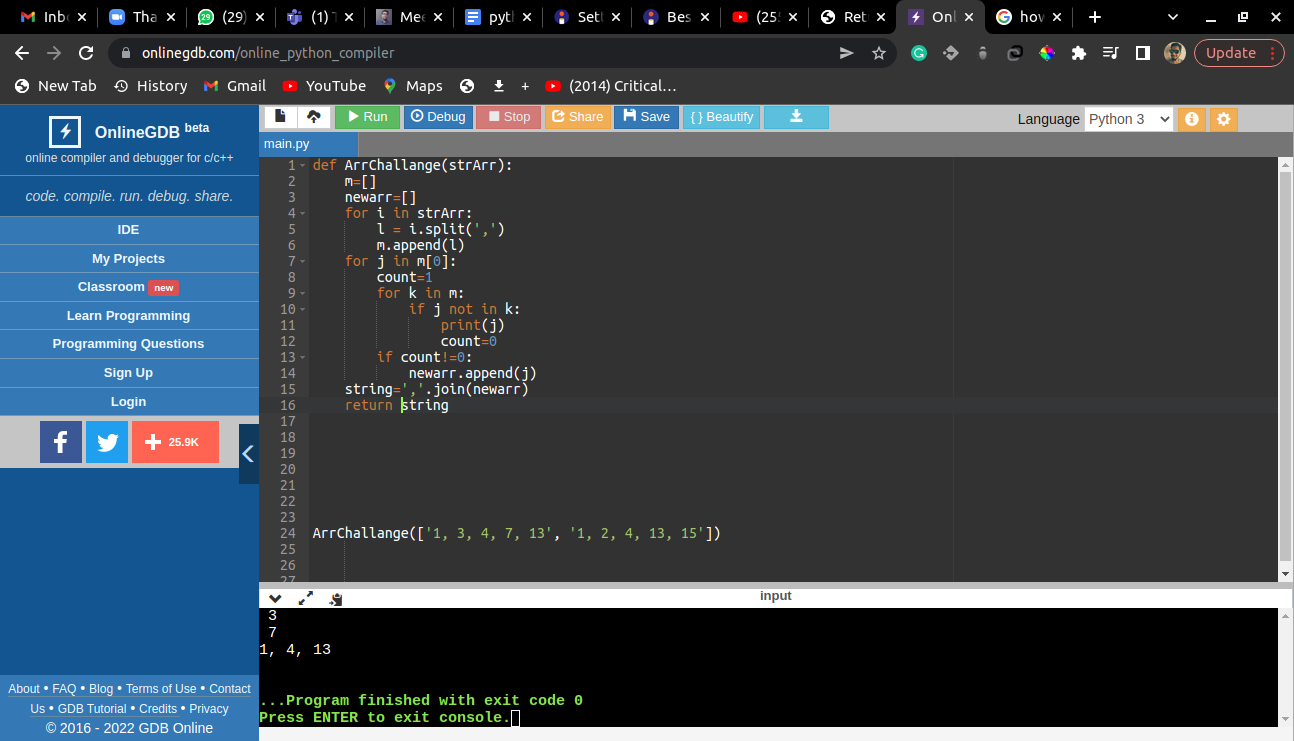 Inb
Tha
(29)
(1) T
Mee
pyth
Seti
Bes
(255
Ret
Onl
how
onlinegdb.com/online_python_compiler
Update
New Tab
History
Gmail
YouTube
Maps
(2014) Critical...
OnlineGDB beta
online compiler and debugger for c/c++
code. compile. run. debug. share.
IDE
My Projects
Classroom new
Learn Programming
Programming Questions
Sign Up
Login
25.9K
About • FAQ • Blog • Terms of Use • Contact
Us • GDB Tutorial • Credits • Privacy
© 2016 - 2022 GDB Online
Run Debug Stop Share Save { } Beautify
Language Python 3
main.py
1 def ArrChallange(strArr):
2     m=[]
3     newarr=[]
4     for i in strArr:
5         l = i.split(',')
6         m.append(l)
7     for j in m[0]:
8         count=1
9         for k in m:
10             if j not in k:
11                 print(j)
12                 count=0
13         if count!=0:
14             newarr.append(j)
15     string=','.join(newarr)
16     return string
17
18
19
20
21
22
23
24 ArrChallange(['1, 3, 4, 7, 13', '1, 2, 4, 13, 15'])
25
26
27
input
3
7
1, 4, 13
...Program finished with exit code 0
Press ENTER to exit console.